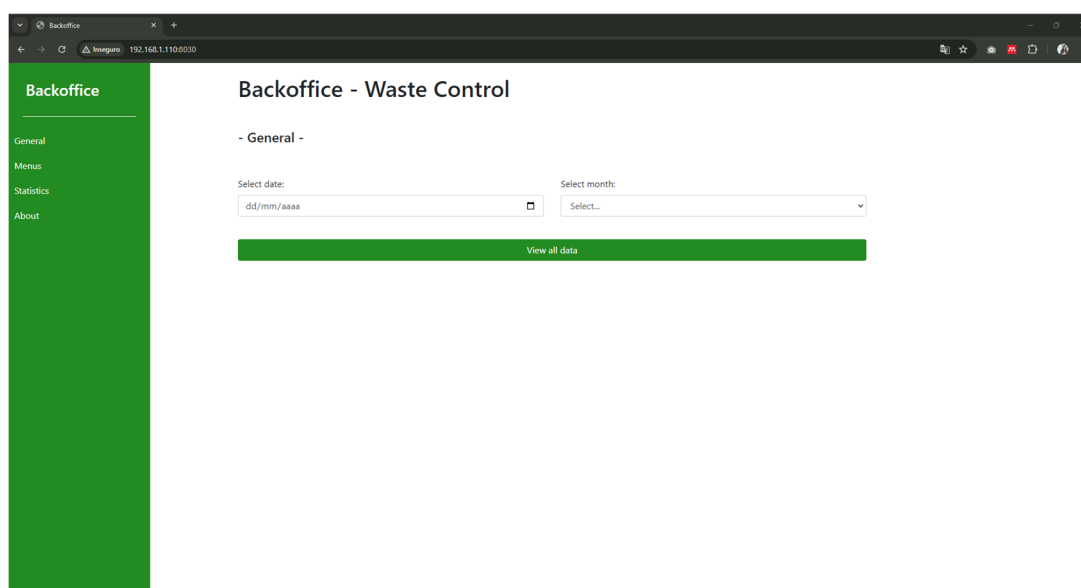 Backoffice
Inseguro 192.168.1.110:8030
Backoffice
General
Menus
Statistics
About
Backoffice - Waste Control
- General -
Select date: Select month:
dd/mm/aaaa Select...
View all data